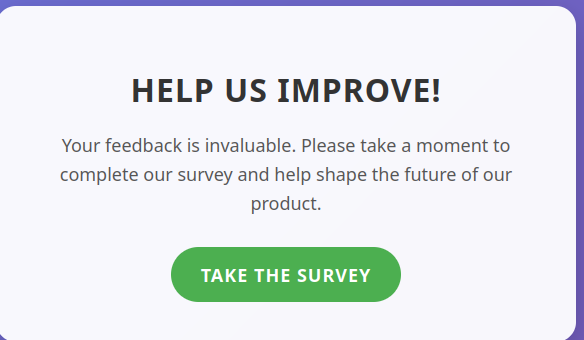 HELP US IMPROVE!
Your feedback is invaluable. Please take a moment to
complete our survey and help shape the future of our
product.
TAKE THE SURVEY